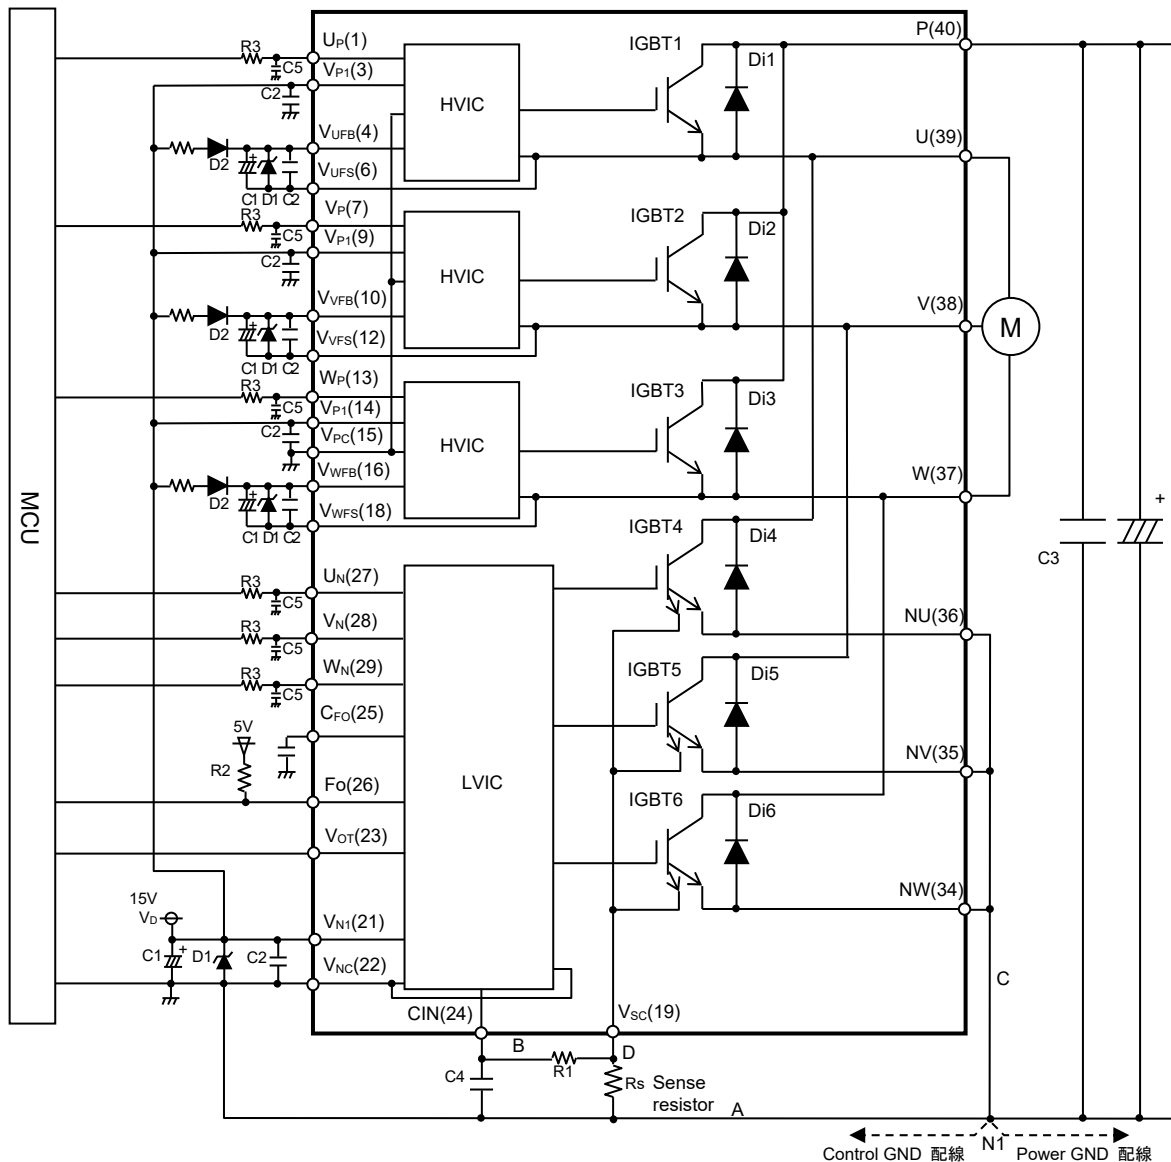 MCU
R3
C5
UP(1)
VP1(3)
C2
HVIC
IGBT1
Di1
P(40)
VUFB(4)
D2
VUFS(6)
C1
+
D1
C2
U(39)
R3
C5
VP(7)
VP1(9)
C2
HVIC
IGBT2
Di2
VVFB(10)
D2
VVFS(12)
C1
+
D1
C2
V(38)
M
R3
C5
WP(13)
VP1(14)
C2
VPC(15)
HVIC
IGBT3
Di3
VWFB(16)
D2
VWFS(18)
C1
+
D1
C2
W(37)
IGBT4
Di4
C3
+
R3
C5
UN(27)
R3
C5
VN(28)
NU(36)
R3
C5
WN(29)
IGBT5
Di5
CFO(25)
5V
R2
Fo(26)
LVIC
NV(35)
IGBT6
Di6
VOT(23)
15V
VD
VN1(21)
NW(34)
C1
+
D1
C2
VNC(22)
C
CIN(24)
VSC(19)
B
D
R1
C4
Rs Sense
resistor
A
N1
Control GND 配線
Power GND 配線